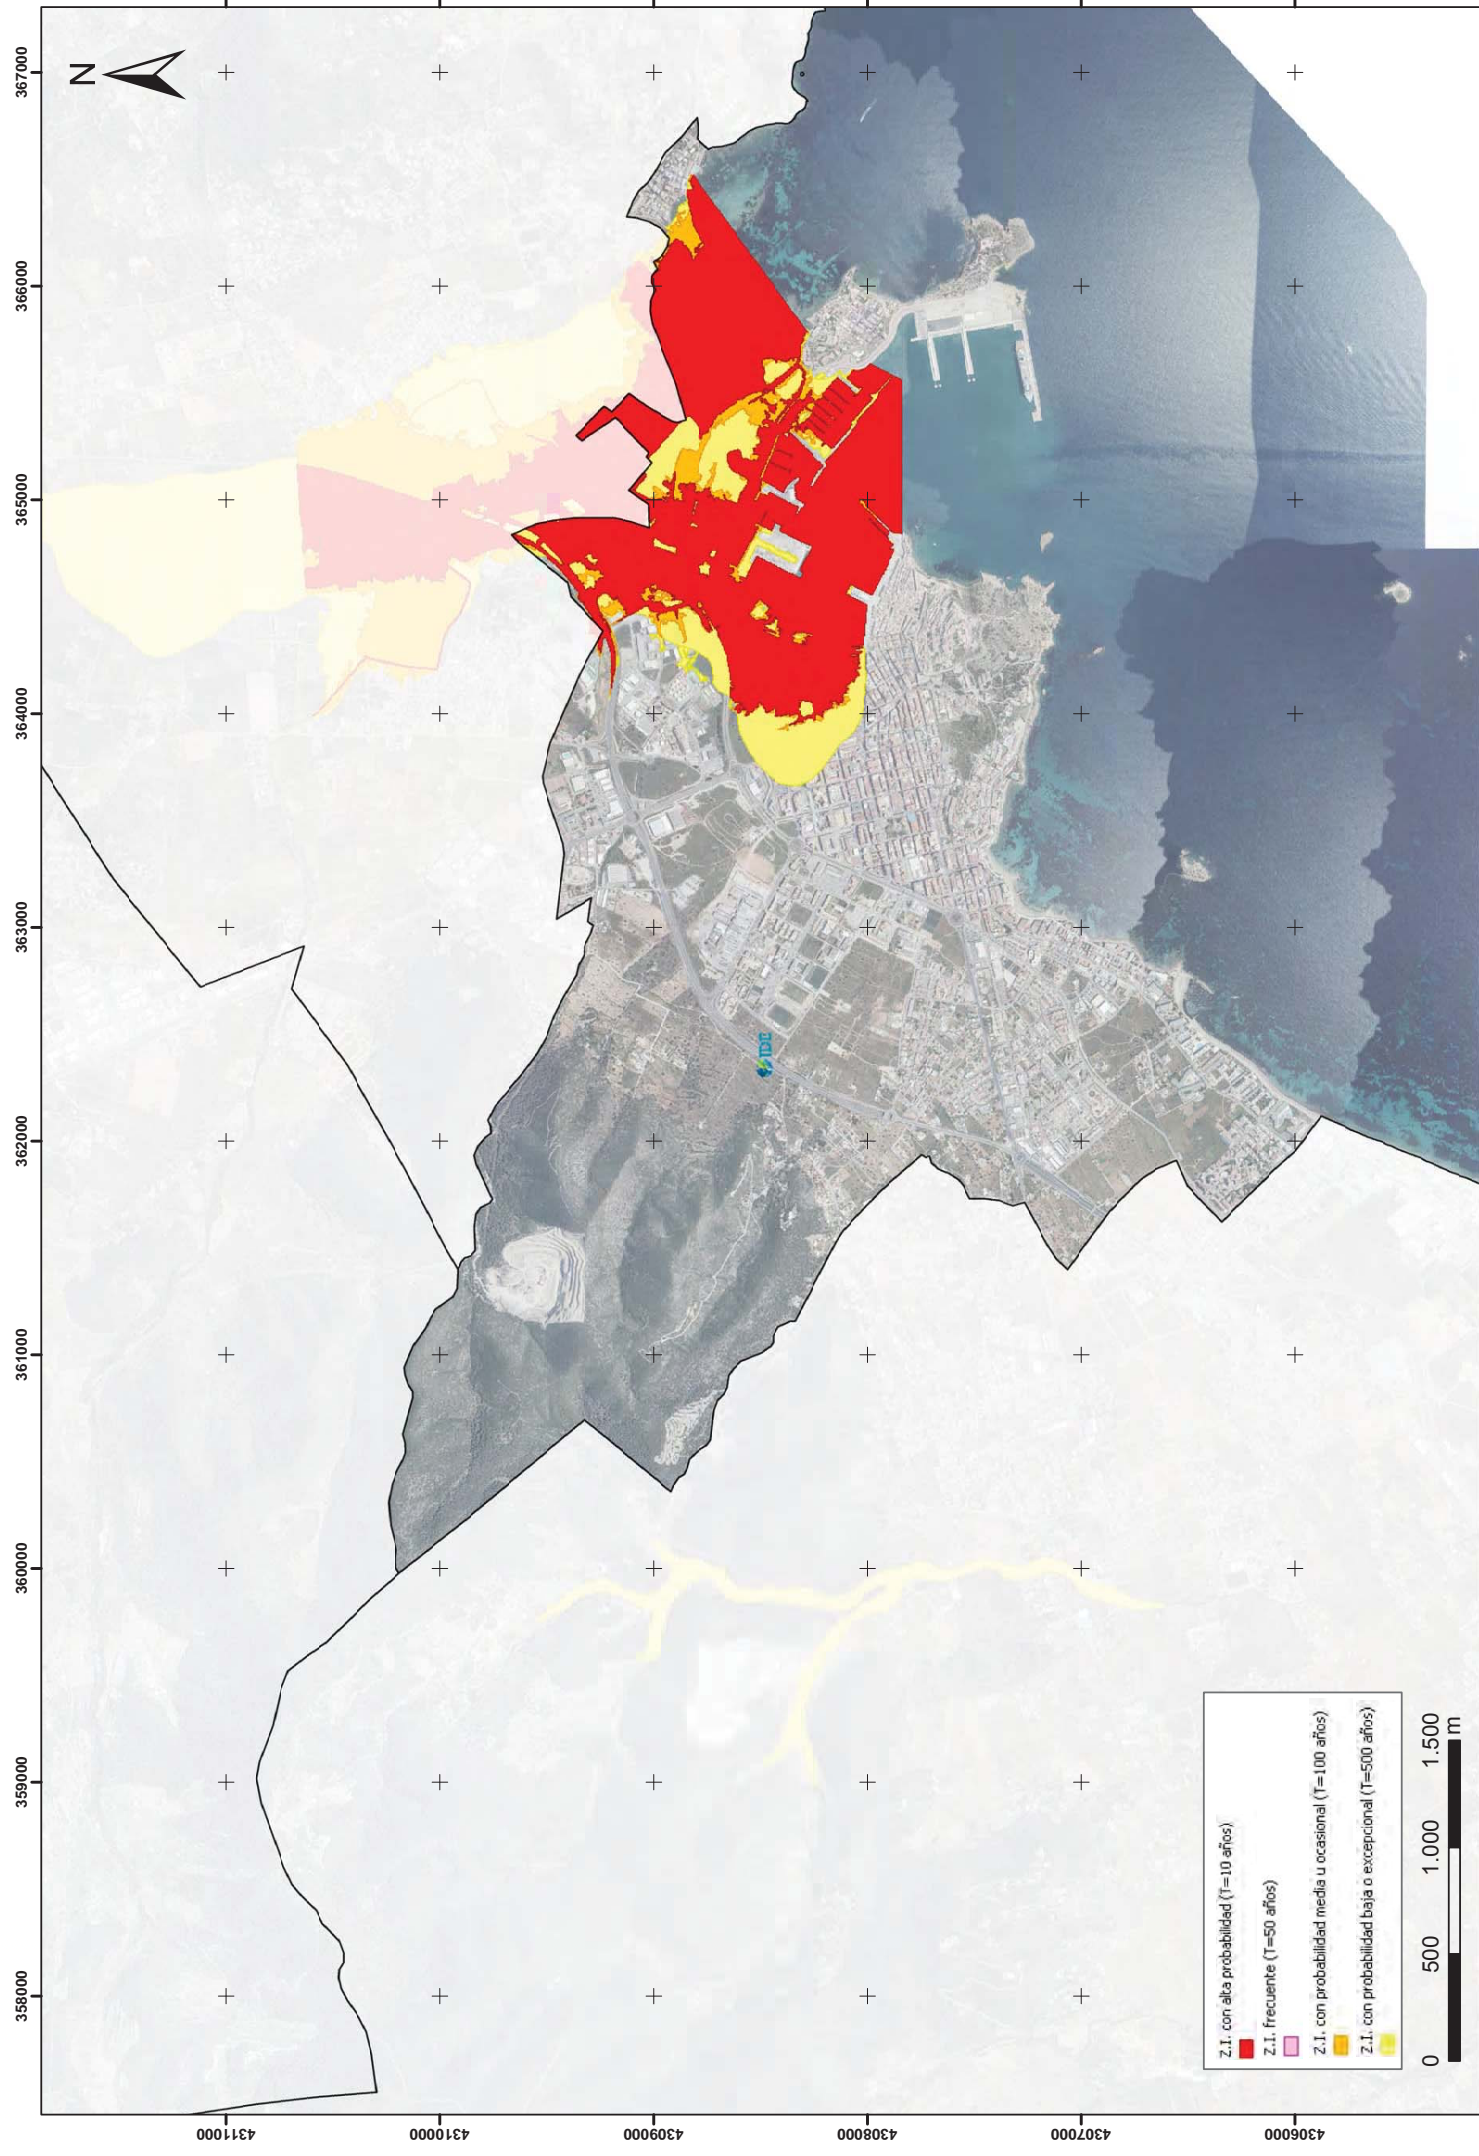 N
358000
359000
360000
361000
362000
363000
364000
365000
366000
367000
4311000
4310000
4309000
4308000
4307000
4306000
Z.I. con alta probabilidad (T=10 años)
Z.I. frecuente (T=50 años)
Z.I. con probabilidad media u ocasional (T=100 años)
Z.I. con probabilidad baja o excepcional (T=500 años)
0 500 1.000 1.500
m